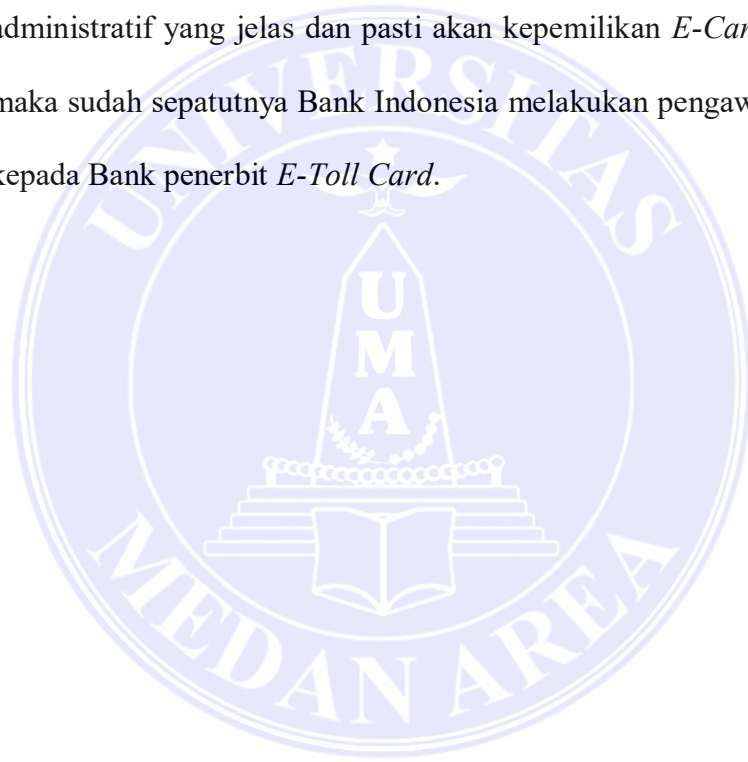 administratif yang jelas dan pasti akan kepemilikan E-Car
maka sudah sepatutnya Bank Indonesia melakukan pengaw
kepada Bank penerbit E-Toll Card.
UNIVERSITAS
UMA
MEDAN AREA